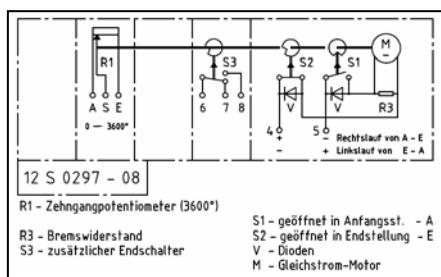 M
-
R1
S3
S2
S1
A S E
6 7 8
V
V
R3
0 — 3600°
4 + 5 - Rechtslauf von A - E
- + Linkslauf von E - A
12 S 0297 - 08
R1 - Zehngangpotentiometer (3600°)
R3 - Bremswiderstand
S3 - zusätzlicher Endschalter
S1 - geöffnet in Anfangsst. - A
S2 - geöffnet in Endstellung - E
V - Dioden
M - Gleichstrom-Motor